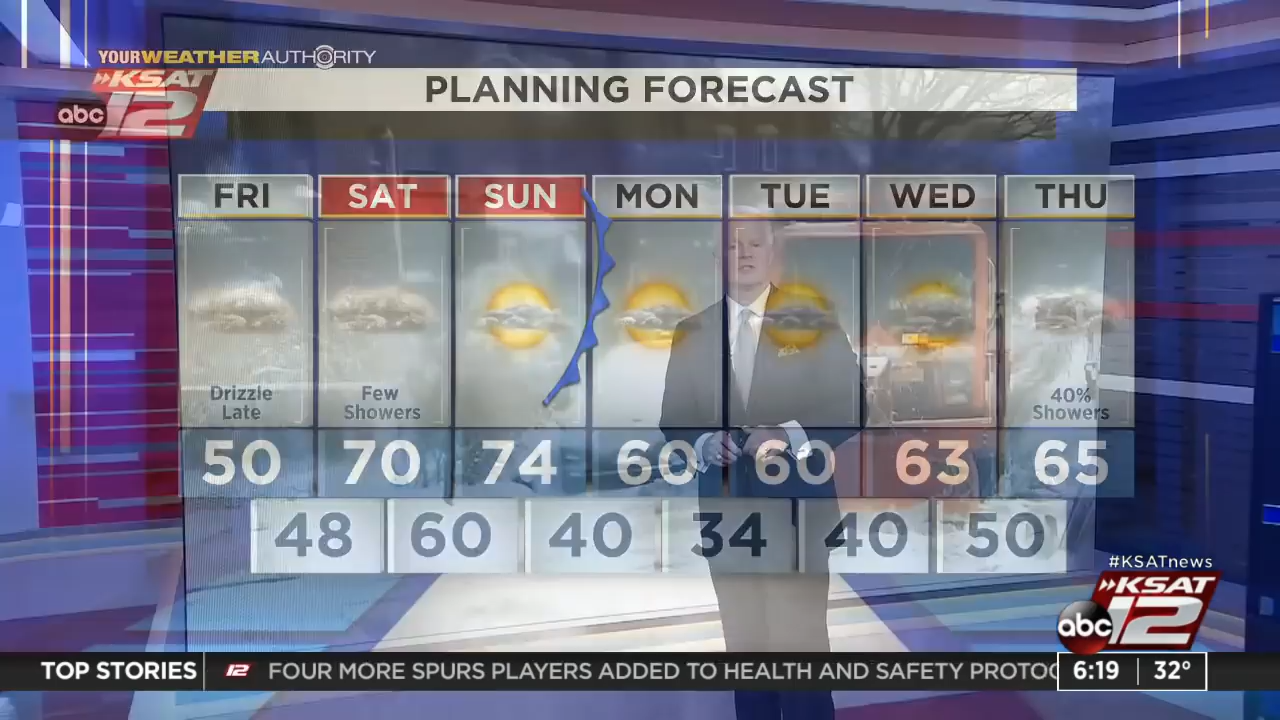 YOURWEATHERAUTHORITY
KSAT
abc 12
PLANNING FORECAST
FRI SAT SUN MON TUE WED THU
Drizzle Late
Few Showers
40% Showers
50 70 74 60 60 63 65
48 60 40 34 40 50
#KSATnews
KSAT
abc 12
TOP STORIES 12 FOUR MORE SPURS PLAYERS ADDED TO HEALTH AND SAFETY PROTOC 6:19 32°